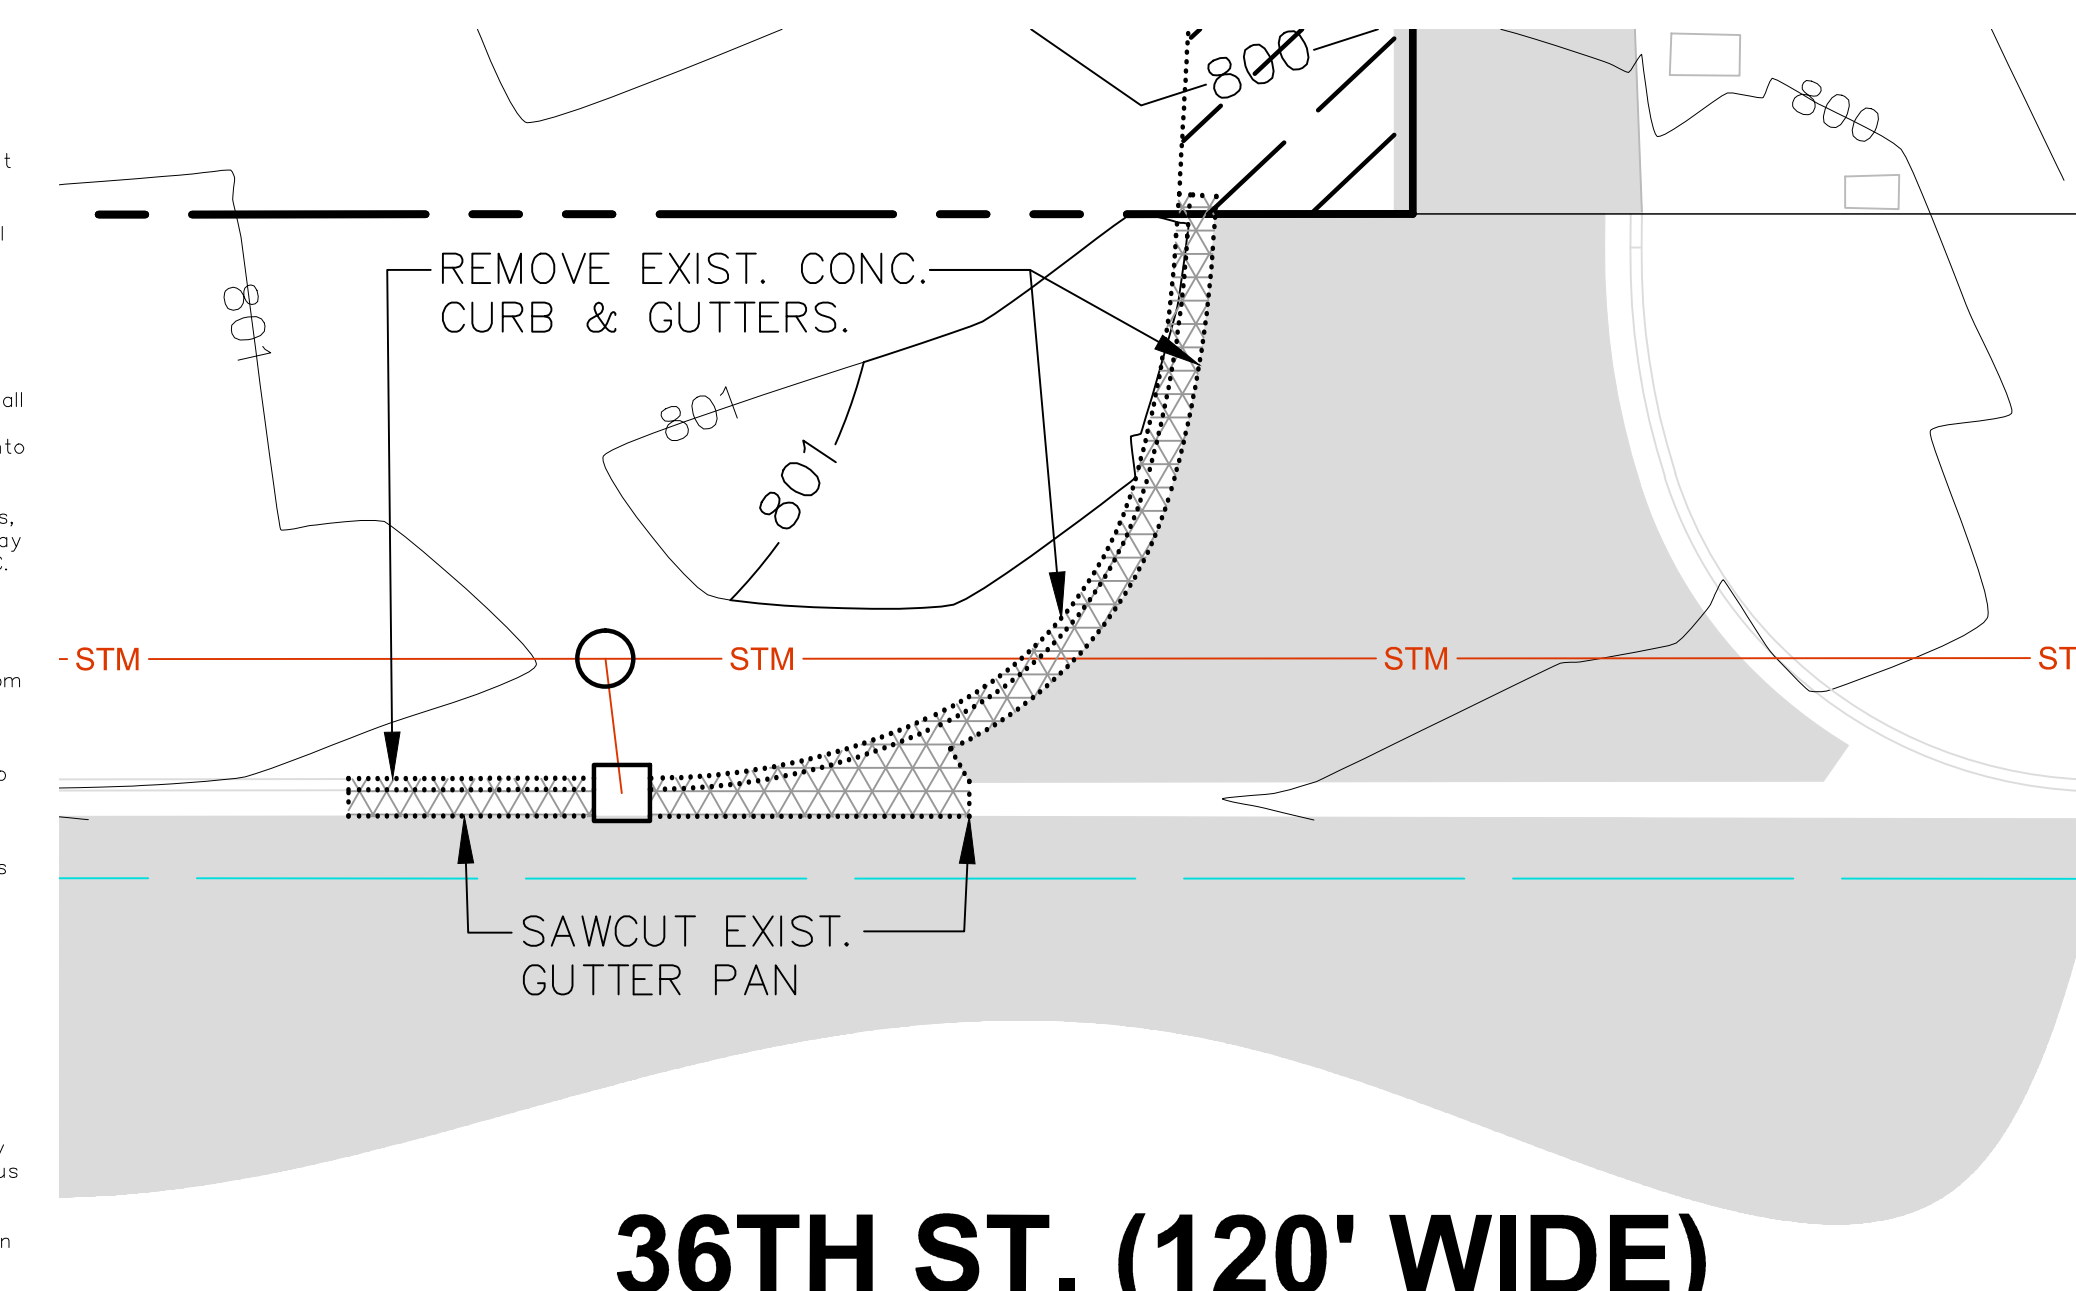 800
800
REMOVE EXIST. CONC.
CURB & GUTTERS.
801
801
801
all
STM
STM
STM
SAWCUT EXIST.
GUTTER PAN
36TH ST. (120' WIDE)